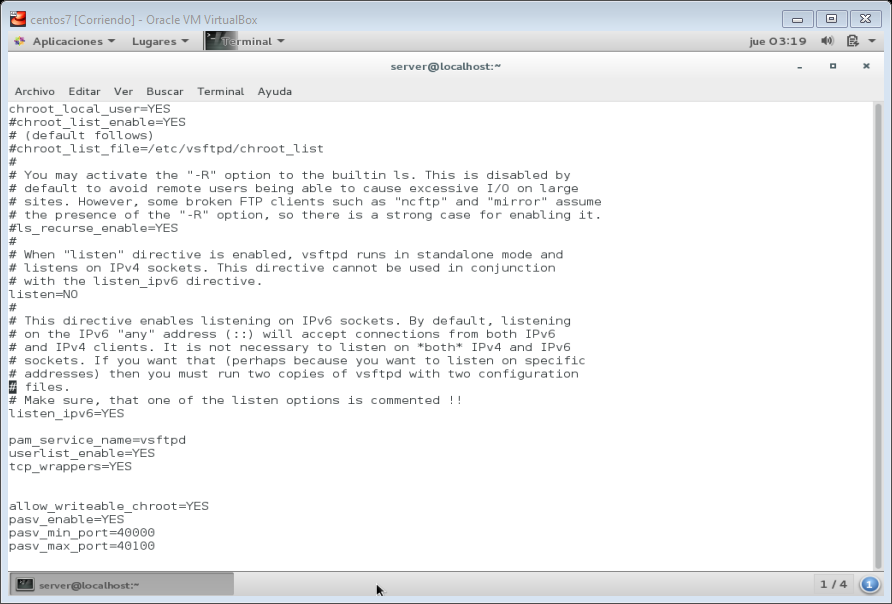 centos7 [Corriendo] - Oracle VM VirtualBox
Aplicaciones Lugares Terminal jue 03:19
server@localhost:~
Archivo Editar Ver Buscar Terminal Ayuda
chroot_local_user=YES
#chroot_list_enable=YES
# (default follows)
#chroot_list_file=/etc/vsftpd/chroot_list
#
# You may activate the "-R" option to the builtin ls. This is disabled by
# default to avoid remote users being able to cause excessive I/O on large
# sites. However, some broken FTP clients such as "ncftp" and "mirror" assume
# the presence of the "-R" option, so there is a strong case for enabling it.
#ls_recurse_enable=YES
#
# When "listen" directive is enabled, vsftpd runs in standalone mode and
# listens on IPv4 sockets. This directive cannot be used in conjunction
# with the listen_ipv6 directive.
listen=NO
#
# This directive enables listening on IPv6 sockets. By default, listening
# on the IPv6 "any" address (::) will accept connections from both IPv6
# and IPv4 clients. It is not necessary to listen on *both* IPv4 and IPv6
# sockets. If you want that (perhaps because you want to listen on specific
# addresses) then you must run two copies of vsftpd with two configuration
# files.
# Make sure, that one of the listen options is commented !!
listen_ipv6=YES
pam_service_name=vsftpd
userlist_enable=YES
tcp_wrappers=YES
allow_writeable_chroot=YES
pasv_enable=YES
pasv_min_port=40000
pasv_max_port=40100
server@localhost:~ 1 / 4 1